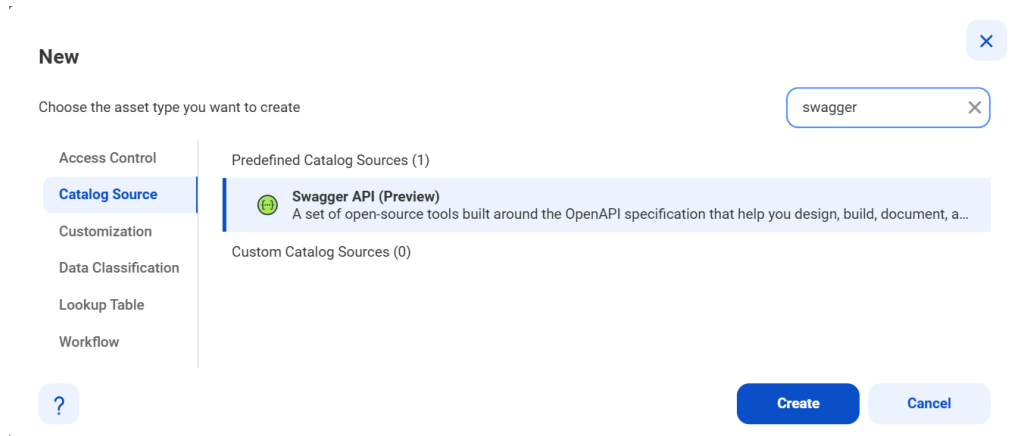 New
Choose the asset type you want to create
swagger
Access Control
Catalog Source
Customization
Data Classification
Lookup Table
Workflow
Predefined Catalog Sources (1)
Swagger API (Preview)
A set of open-source tools built around the OpenAPI specification that help you design, build, document, a...
Custom Catalog Sources (0)
?
Create
Cancel